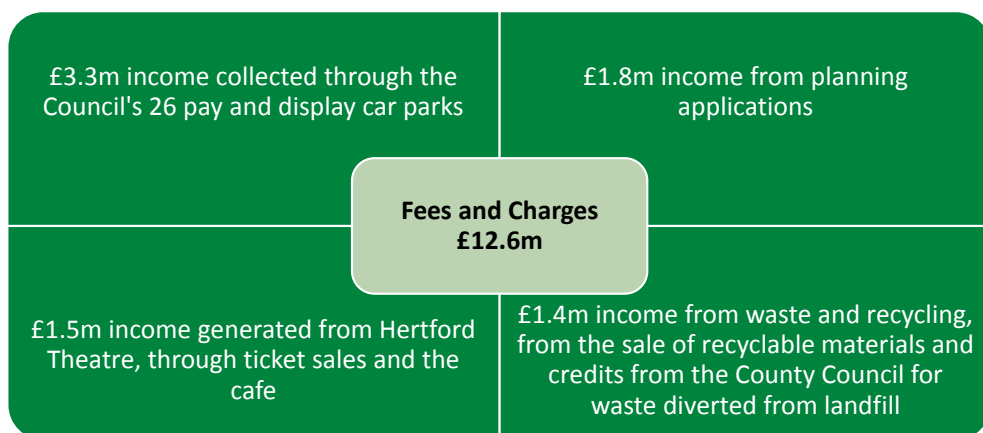 £3.3m income collected through the
Council's 26 pay and display car parks
£1.8m income from planning
applications
Fees and Charges
£12.6m
£1.5m income generated from Hertford
Theatre, through ticket sales and the
cafe
£1.4m income from waste and recycling,
from the sale of recyclable materials and
credits from the County Council for
waste diverted from landfill